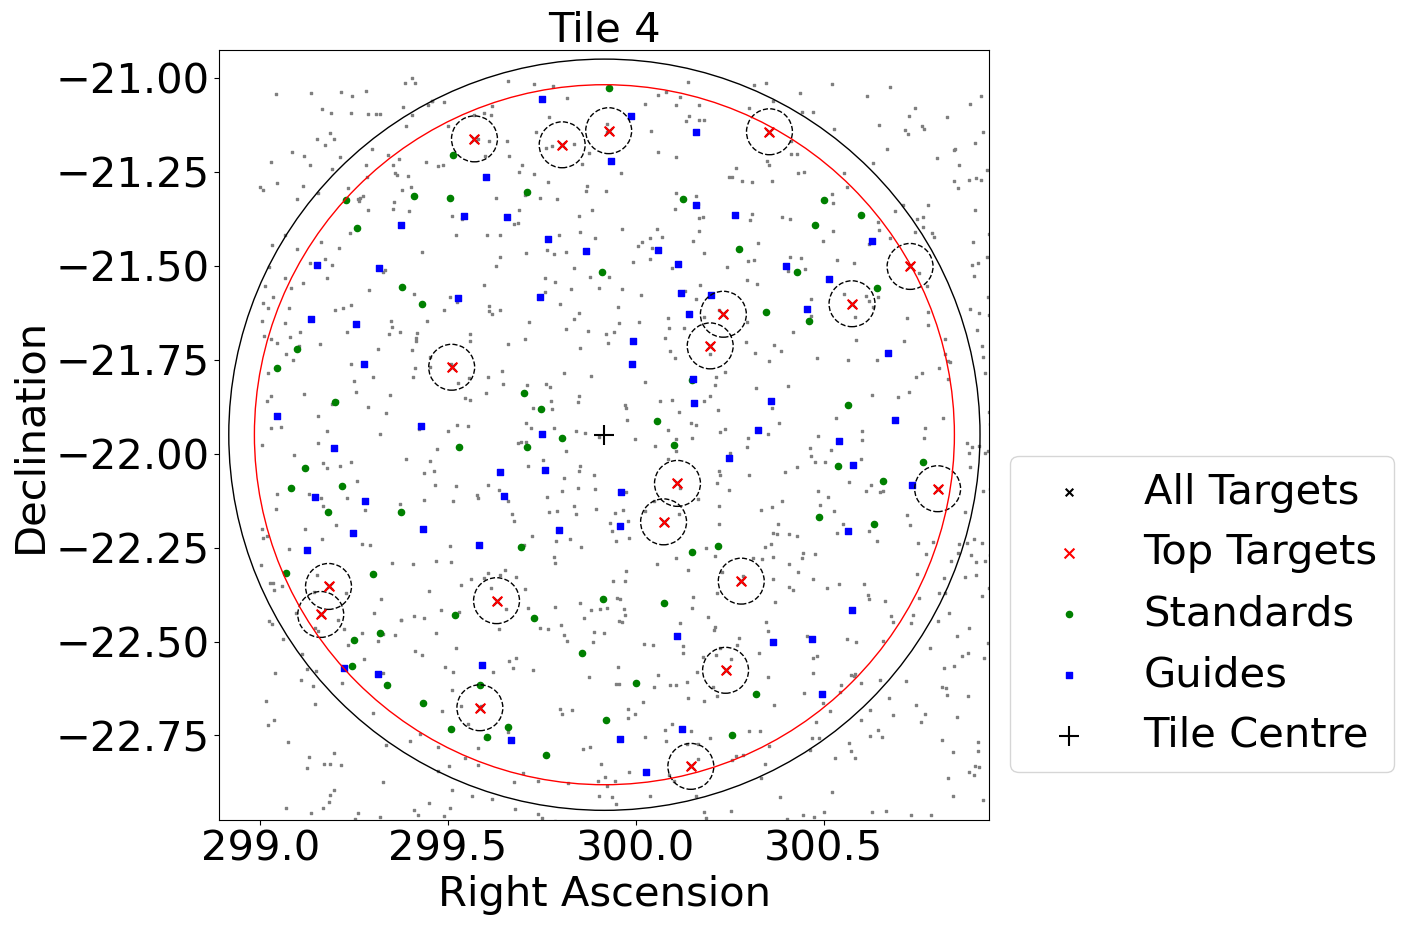 Tile 4
−21.00
−21.25
−21.50
−21.75
−22.00
−22.25
−22.50
−22.75
Declination
299.0
299.5
300.0
300.5
Right Ascension
All Targets
Top Targets
Standards
Guides
Tile Centre